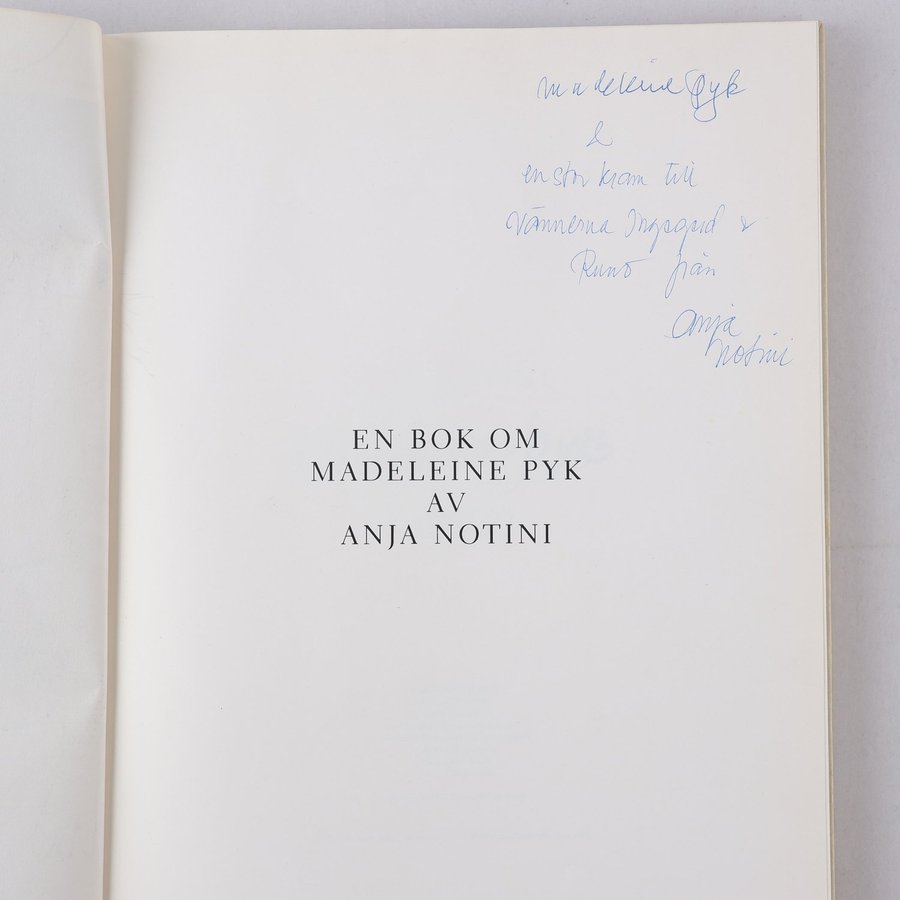 Madeleine Pyk
&
en stor kram till
Vännerna Ingegerd &
Runo från
Anja
Notini
EN BOK OM
MADELEINE PYK
AV
ANJA NOTINI